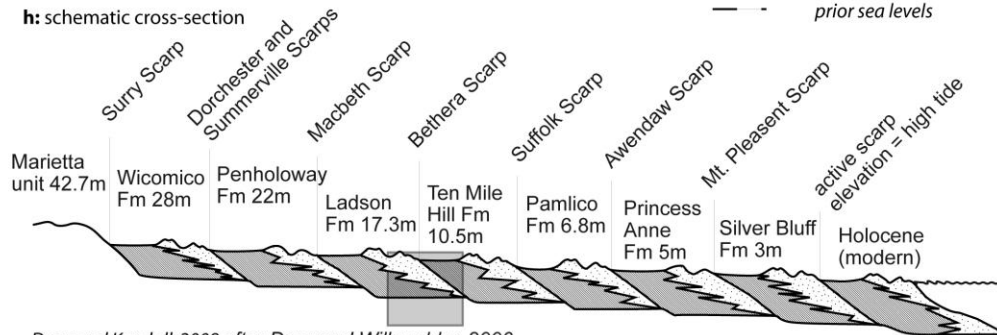 h: schematic cross-section
prior sea levels
Surry Scarp
Dorchester and
Summerville Scarps
Macbeth Scarp
Bethera Scarp
Suffolk Scarp
Awendaw Scarp
Mt. Pleasent Scarp
active scarp
elevation = high tide
Marietta
unit 42.7m
Wicomico
Fm 28m
Penholoway
Fm 22m
Ladson
Fm 17.3m
Ten Mile
Hill Fm
10.5m
Pamlico
Fm 6.8m
Princess
Anne
Fm 5m
Silver Bluff
Fm 3m
Holocene
(modern)